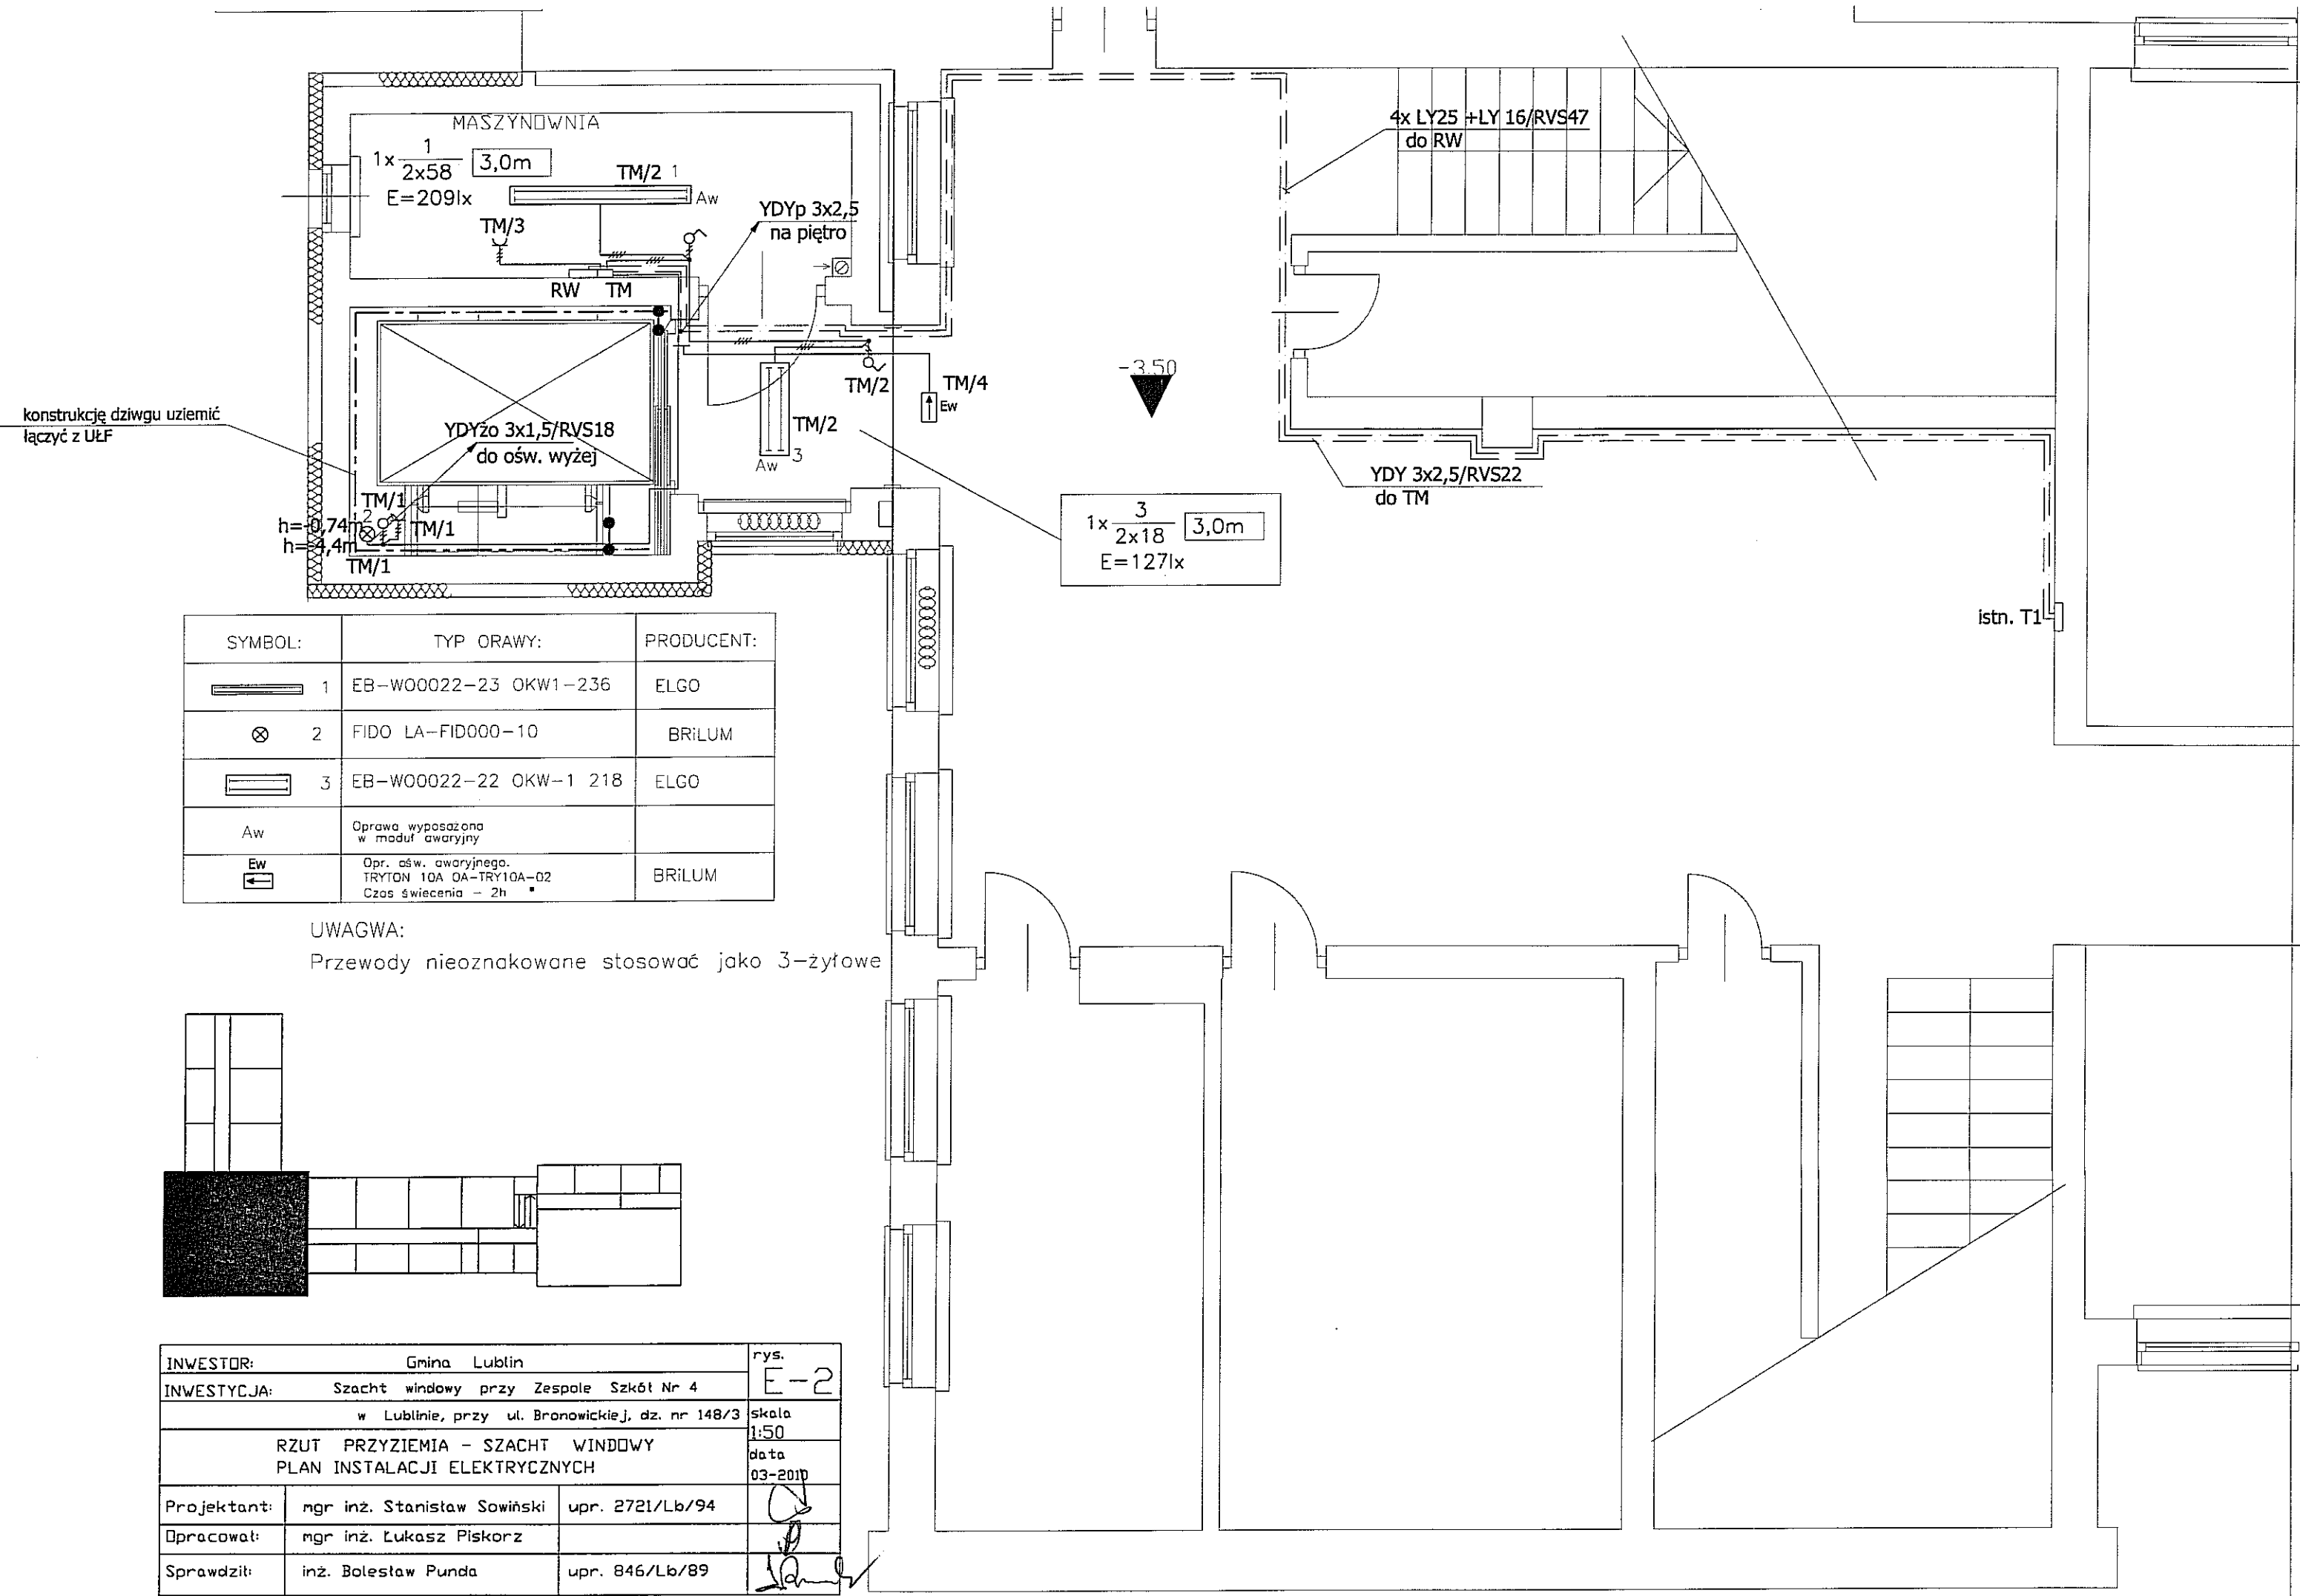 MASZYNOWNIA
1x 1/2x58 3,0m
E=209lx
TM/2 1
Aw
TM/3
YDYp 3x2,5
na piętro
RW TM
4x LY25 +LY 16/RVS47
do RW
-3.50
TM/2
TM/4
Ew
TM/2
Aw 3
konstrukcję dziwgu uziemić
łączyć z UŁF
YDYżo 3x1,5/RVS18
do ośw. wyżej
TM/1
2
TM/1
h=-0,74m
h=-4,4m
TM/1
YDY 3x2,5/RVS22
do TM
1x 3/2x18 3,0m
E=127lx
istn. T1
SYMBOL: TYP ORAWY: PRODUCENT:
1 EB-W00022-23 OKW1-236 ELGO
2 FIDO LA-FID000-10 BRiLUM
3 EB-W00022-22 OKW-1 218 ELGO
Aw Oprawa wyposażona
w moduł awaryjny
Ew Opr. ośw. awaryjnego.
TRYTON 10A OA-TRY10A-02 BRiLUM
Czas świecenia - 2h
UWAGWA:
Przewody nieoznakowane stosować jako 3-żyłowe
INWESTOR: Gmina Lublin
rys.
E-2
INWESTYCJA: Szacht windowy przy Zespole Szkół Nr 4
w Lublinie, przy ul. Bronowickiej, dz. nr 148/3
skala
1:50
RZUT PRZYZIEMIA - SZACHT WINDOWY
PLAN INSTALACJI ELEKTRYCZNYCH
data
03-2010
Projektant: mgr inż. Stanisław Sowiński upr. 2721/Lb/94
Opracował: mgr inż. Łukasz Piskorz
Sprawdził: inż. Bolesław Punda upr. 846/Lb/89